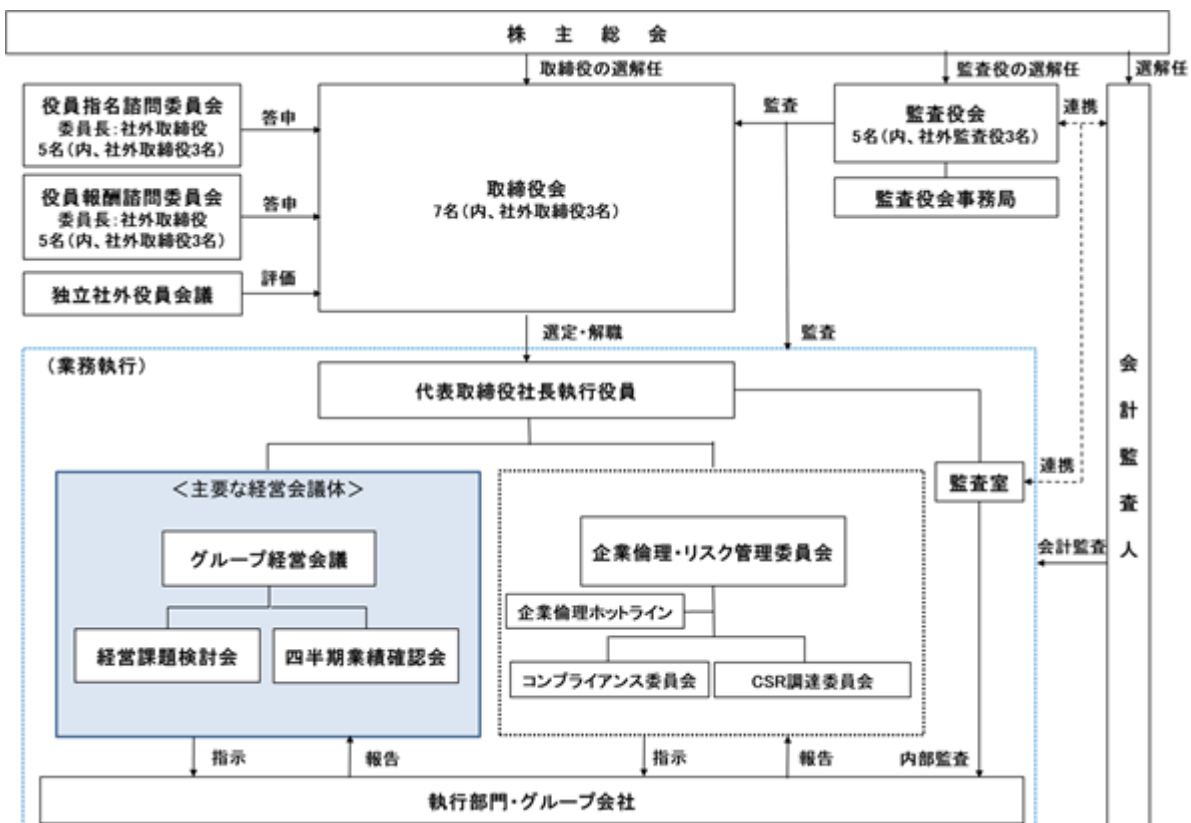 株 主 総 会
取締役の選解任
監査役の選解任
選解任
役員指名諮問委員会
委員長:社外取締役
5名(内、社外取締役3名)
答申
監査
監査役会
5名(内、社外監査役3名)
連携
取締役会
7名(内、社外取締役3名)
役員報酬諮問委員会
委員長:社外取締役
5名(内、社外取締役3名)
答申
監査役会事務局
独立社外役員会議
評価
選定・解職
監査
(業務執行)
代表取締役社長執行役員
会計監査人
<主要な経営会議体>
監査室
連携
グループ経営会議
企業倫理・リスク管理委員会
会計監査
企業倫理ホットライン
経営課題検討会
四半期業績確認会
コンプライアンス委員会
CSR調達委員会
指示
報告
指示
報告
内部監査
執行部門・グループ会社